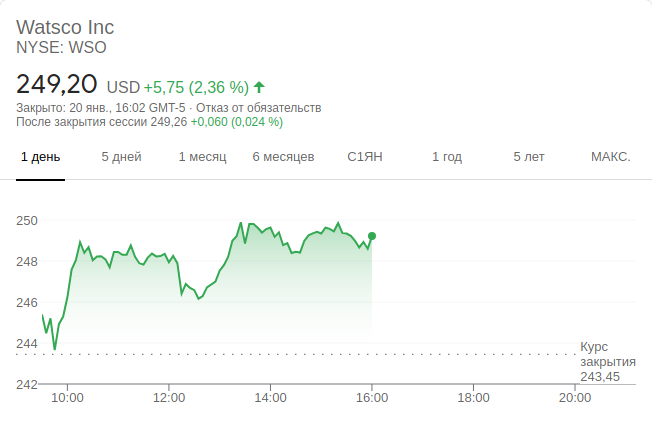 Watsco Inc
NYSE: WSO
249,20 USD +5,75 (2,36 %)
Закрыто: 20 янв., 16:02 GMT-5 · Отказ от обязательств
После закрытия сессии 249,26 +0,060 (0,024 %)
1 день 5 дней 1 месяц 6 месяцев С1ЯН 1 год 5 лет МАКС.
250
248
246
244
Курс
закрытия
243,45
242
10:00 12:00 14:00 16:00 18:00 20:00